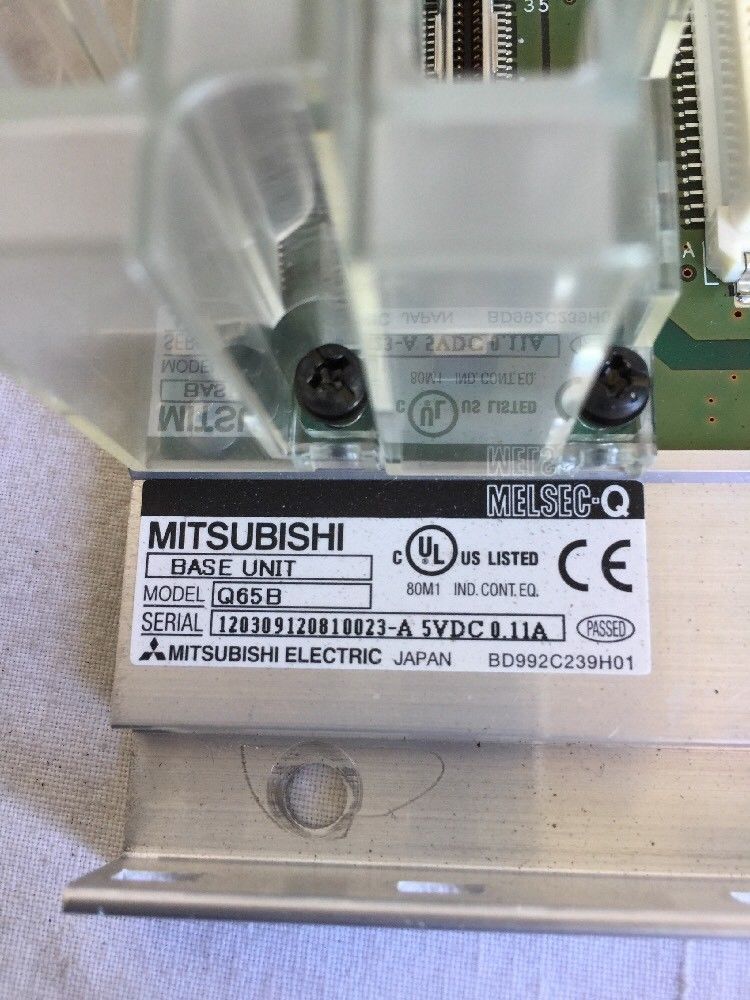 35
A
MELSEC-Q
MITSUBISHI
BASE UNIT
C UL ® US LISTED
CE
MODEL Q65B
80M1 IND. CONT. EQ.
SERIAL 120309120810023-A 5VDC 0.11A PASSED
MITSUBISHI ELECTRIC JAPAN BD992C239H01